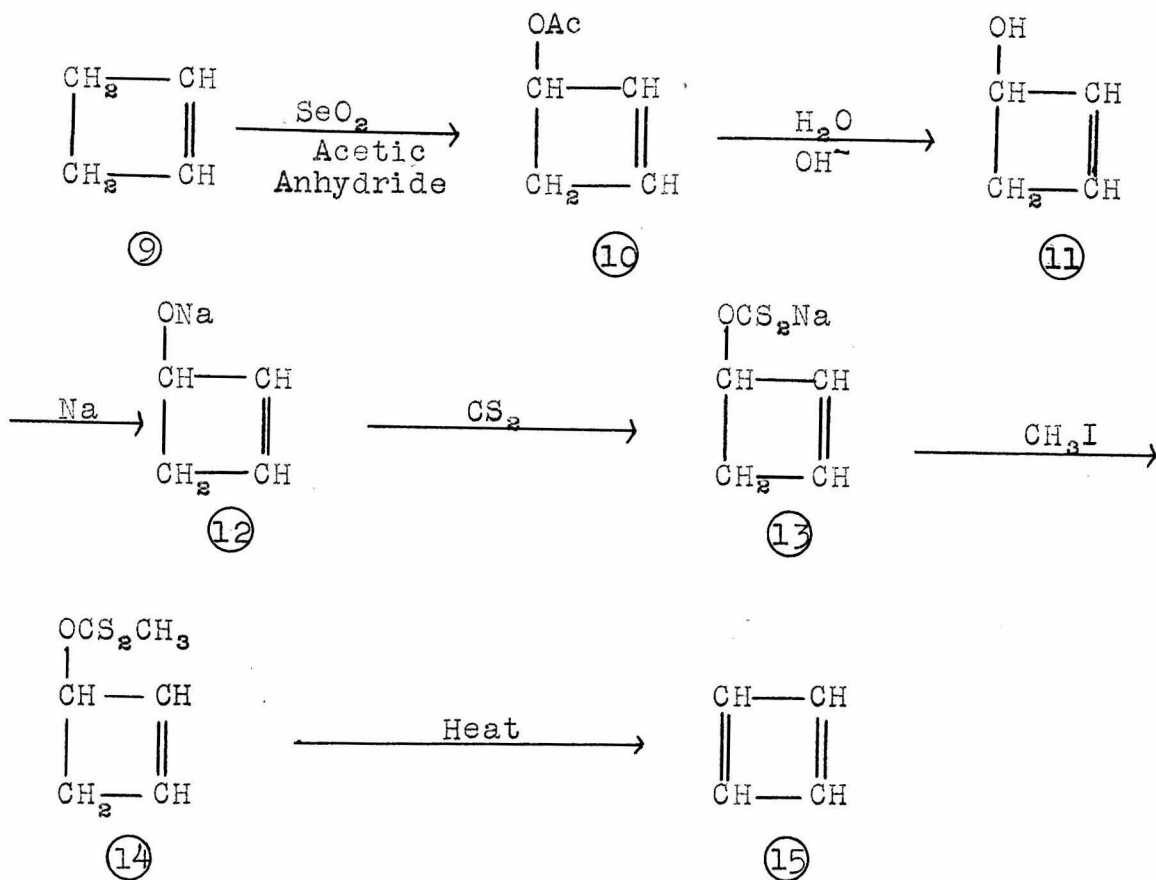 OAc OH
CH₂ CH CH CH CH CH
SeO₂ H₂O
Acetic OH⁻
Anhydride
CH₂ CH CH₂ CH CH₂ CH
9 10 11
ONa OCS₂Na
CH CH CH CH
Na CS₂ CH₃I
CH₂ CH CH₂ CH
12 13
OCS₂CH₃
CH CH CH CH
Heat
CH₂ CH CH CH
14 15